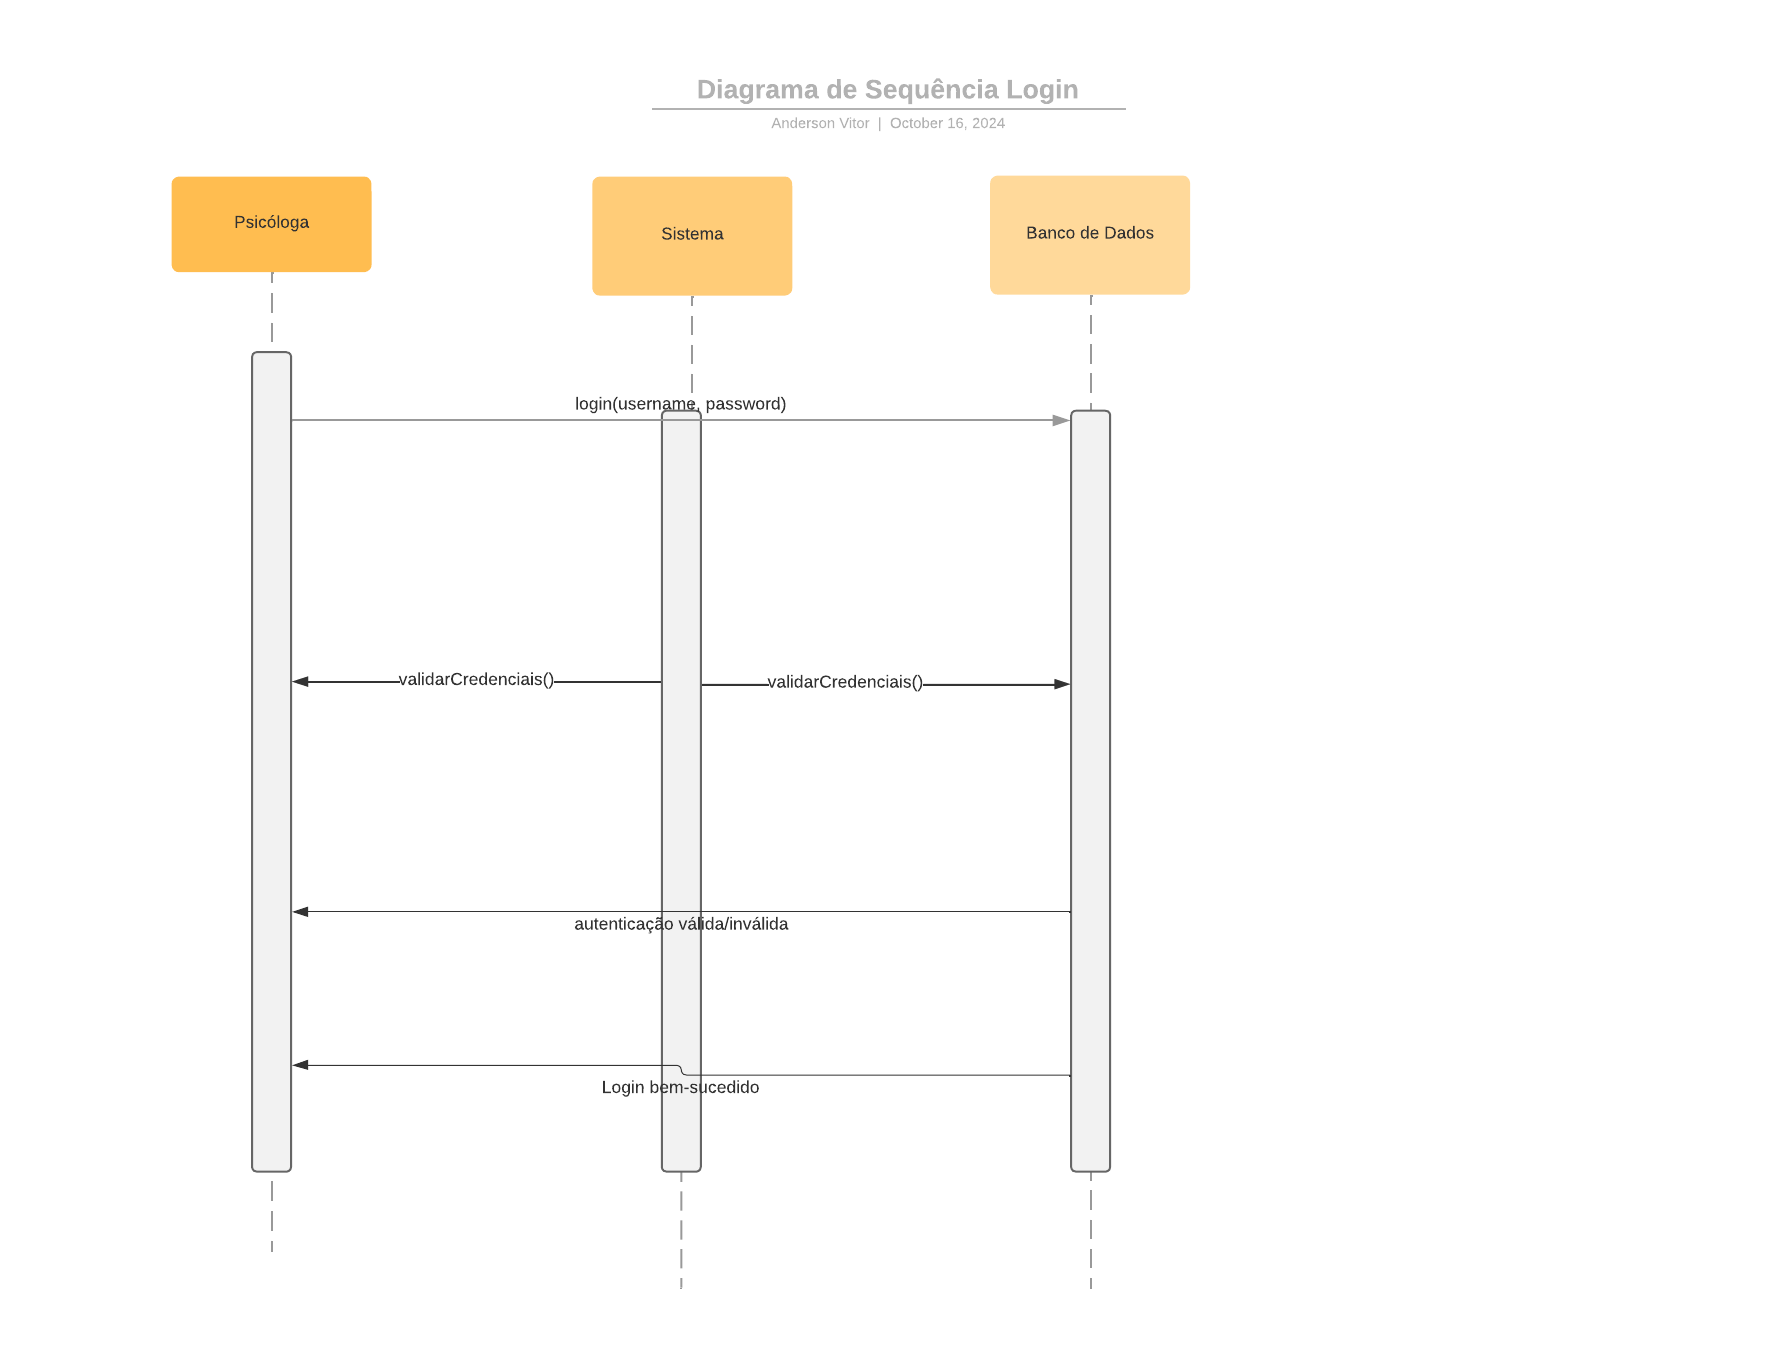 Diagrama de Sequência Login
Anderson Vitor | October 16, 2024
Psicóloga
Sistema
Banco de Dados
login(username, password)
validarCredenciais()
validarCredenciais()
autenticação válida/inválida
Login bem-sucedido